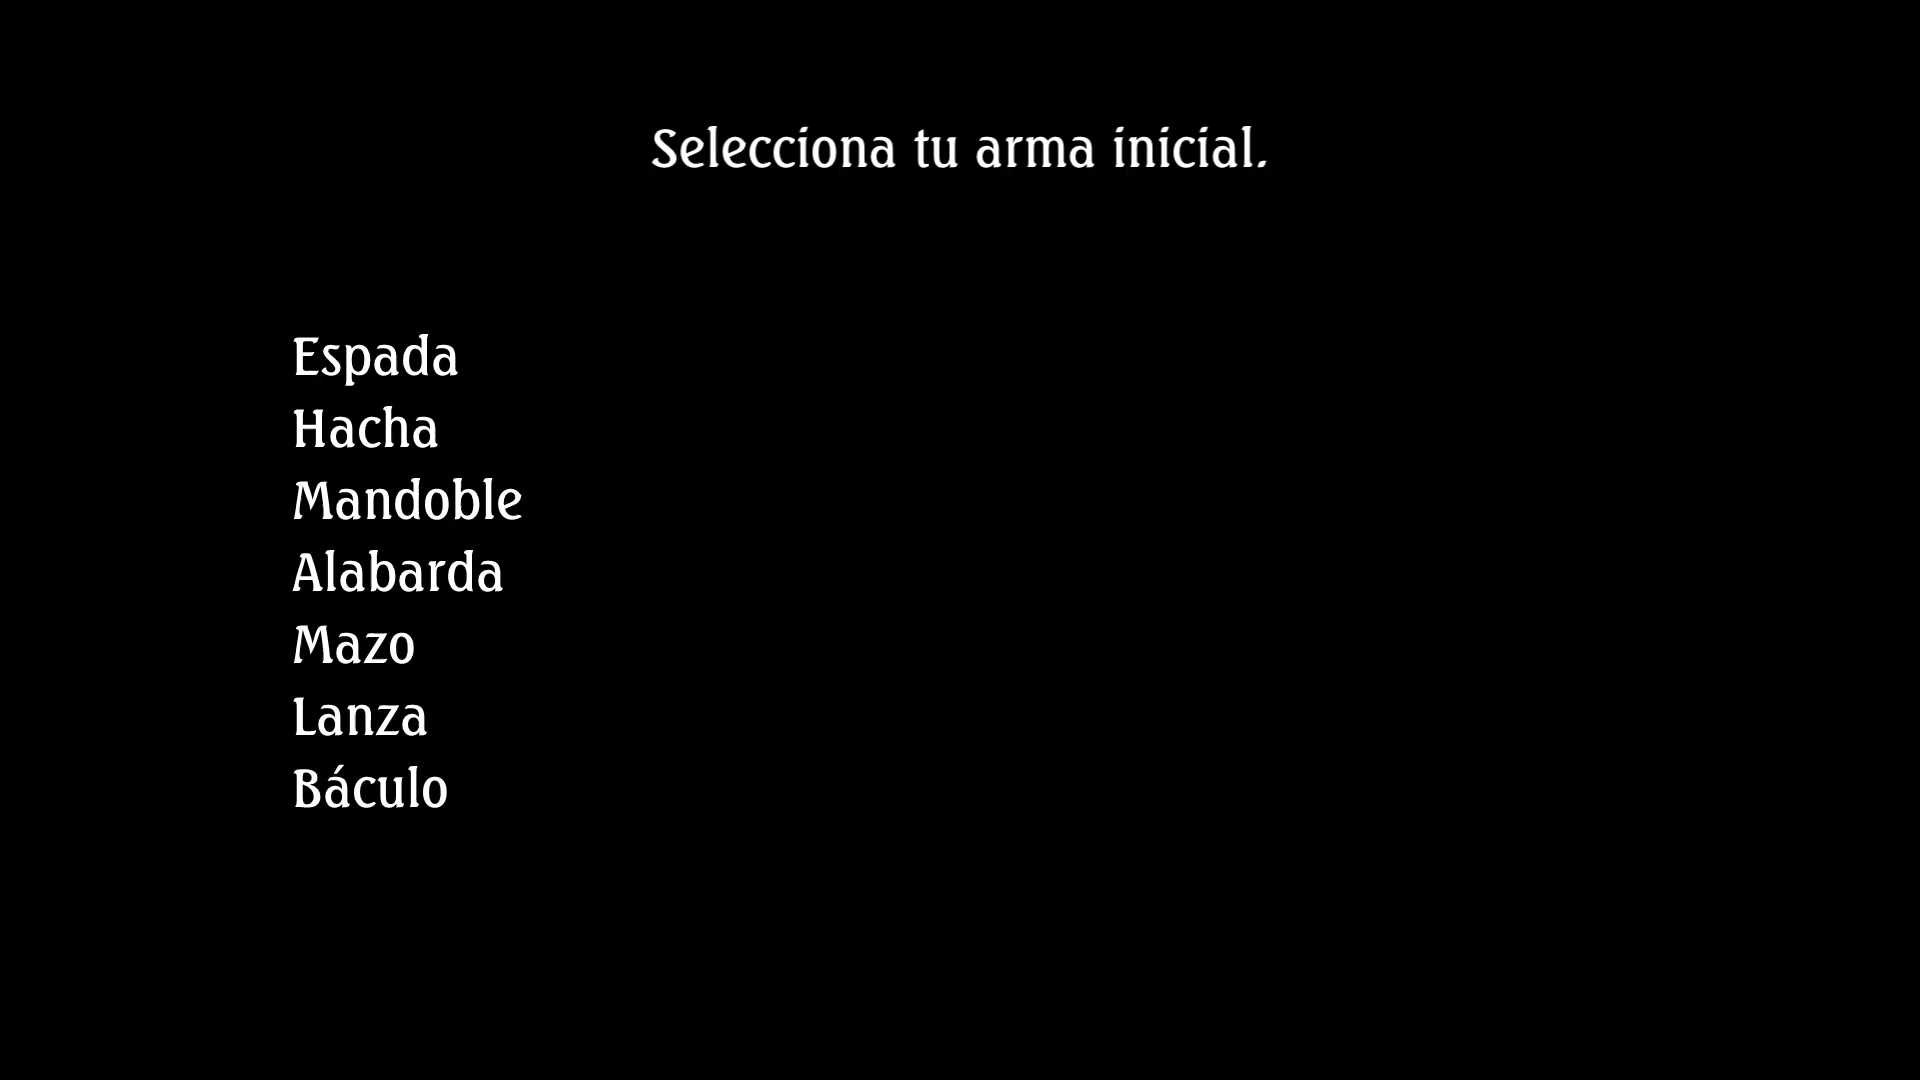 Selecciona tu arma inicial.
Espada
Hacha
Mandoble
Alabarda
Mazo
Lanza
Báculo